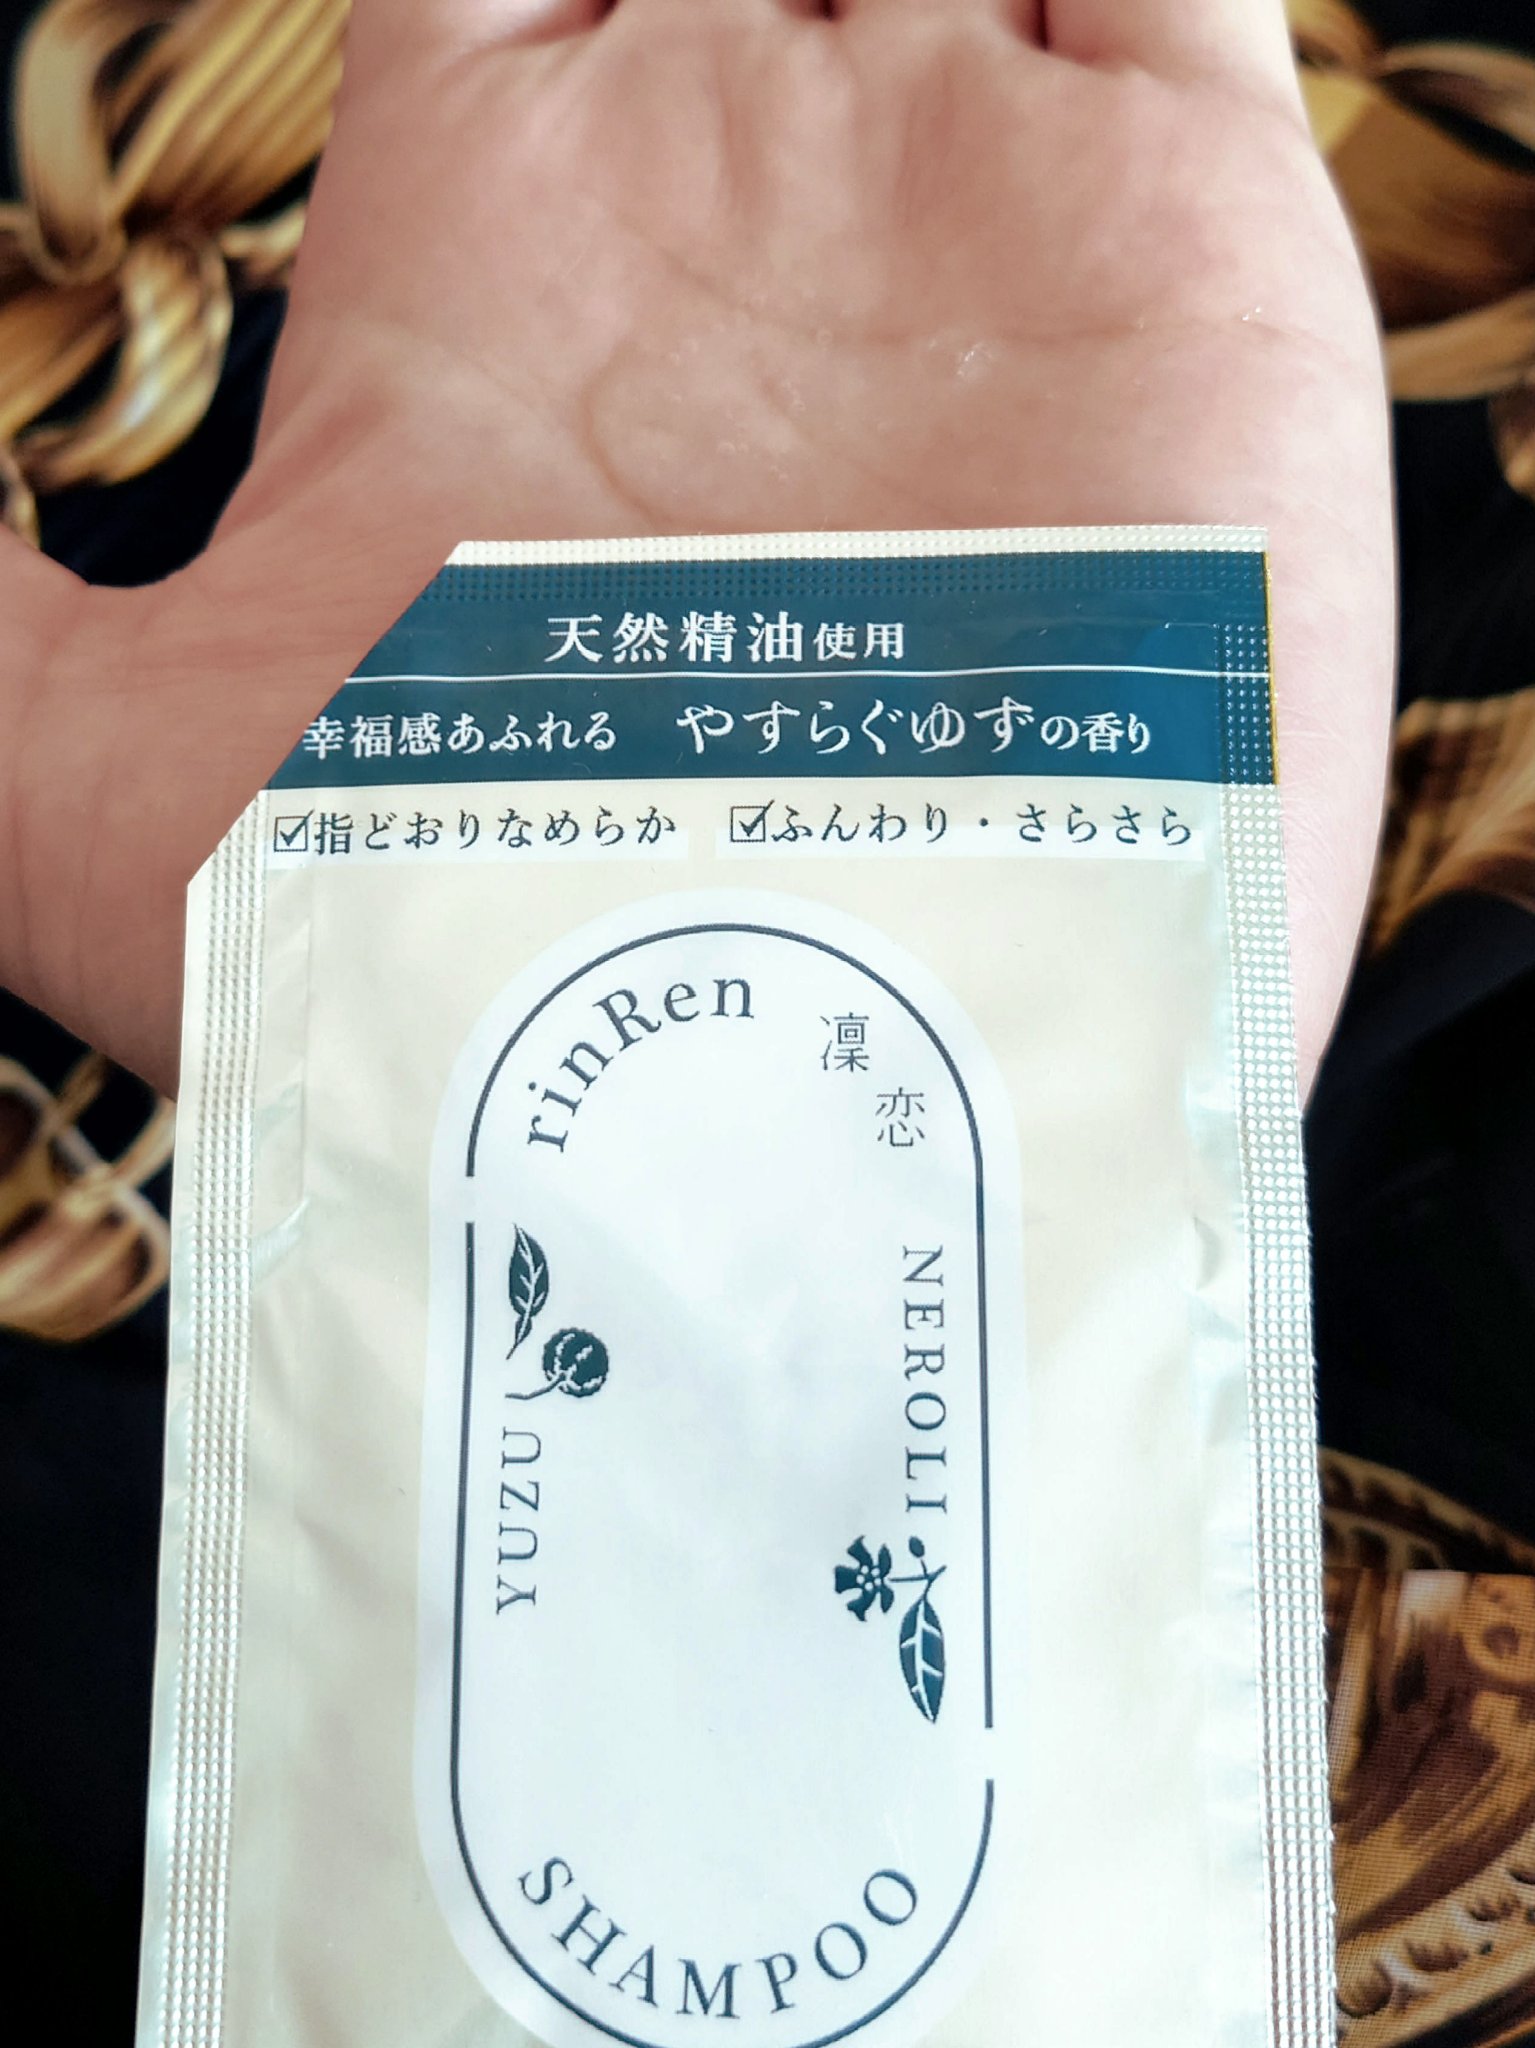 天然精油使用
幸福感あふれる やすらぐゆずの香り
☑指どおりなめらか ☑ふんわり・さらさら
rinRen
凜恋
YUZU
NEROLI
SHAMPOO